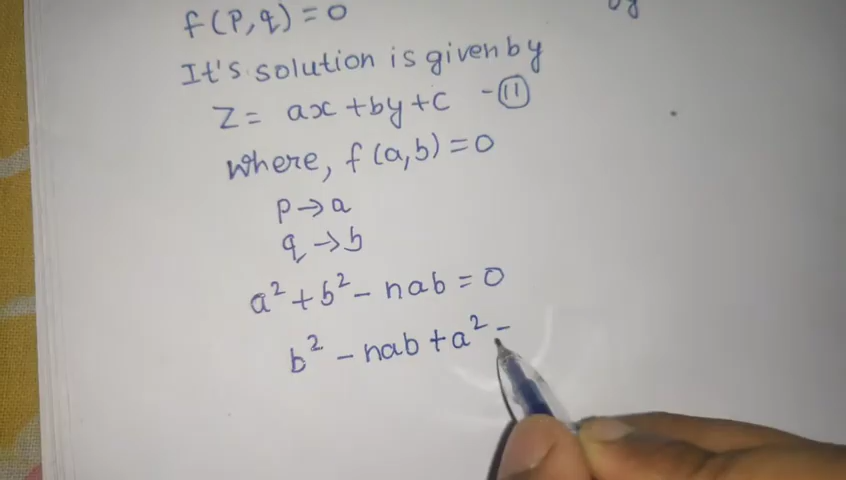 f(p,q)=0
It's solution is given by
Z = ax+by+c -⑪
where, f(a,b)=0
p→a
q→b
a²+b²-nab=0
b²-nab+a²-